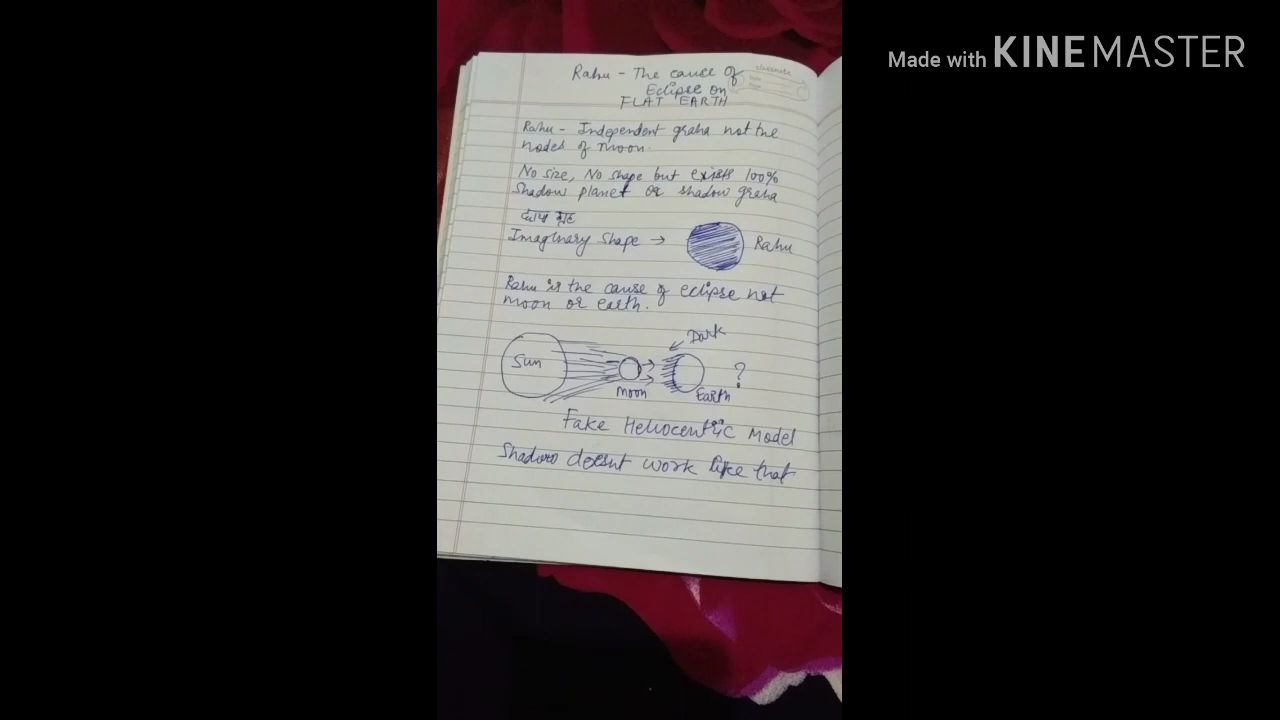 Made with KINEMASTER
Rahu - The cause of
Eclipse on
FLAT EARTH
Rahu - Independent graha not the
nodes of moon.
No size, No shape but exists 100%
Shadow planet or shadow graha
छाया ग्रह
Imaginary Shape → Rahu
Rahu is the cause of eclipse not
moon or earth.
Dark
Sun
?
Moon
Earth
Fake Heliocentric Model
Shadow doesnt work like that